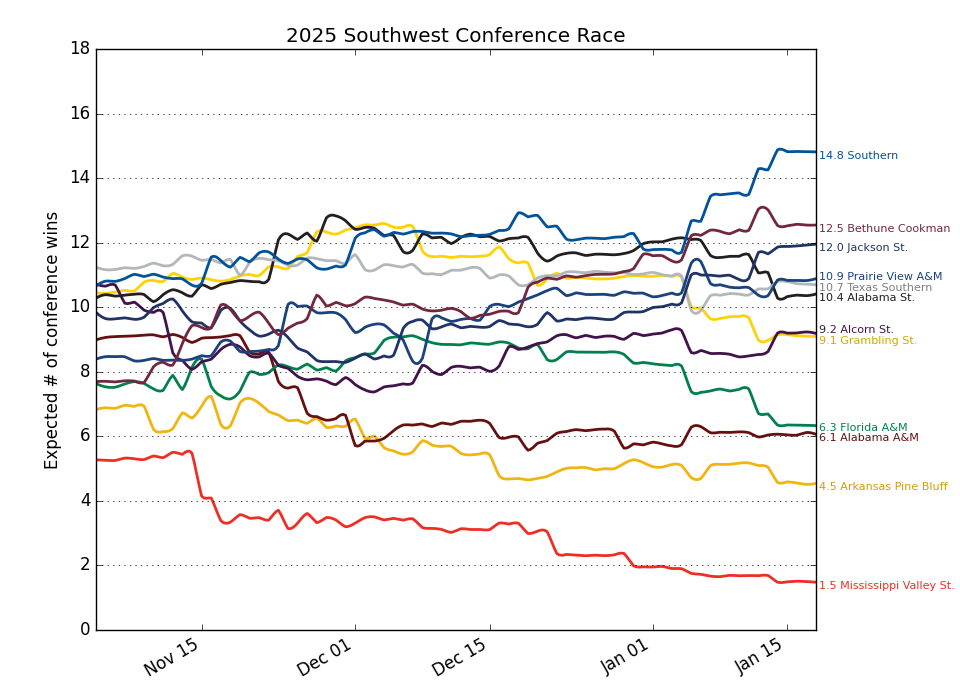 2025 Southwest Conference Race
Expected # of conference wins
18
16
14
12
10
8
6
4
2
0
14.8 Southern
12.5 Bethune Cookman
12.0 Jackson St.
10.9 Prairie View A&M
10.7 Texas Southern
10.4 Alabama St.
9.2 Alcorn St.
9.1 Grambling St.
6.3 Florida A&M
6.1 Alabama A&M
4.5 Arkansas Pine Bluff
1.5 Mississippi Valley St.
Nov 15
Dec 01
Dec 15
Jan 01
Jan 15